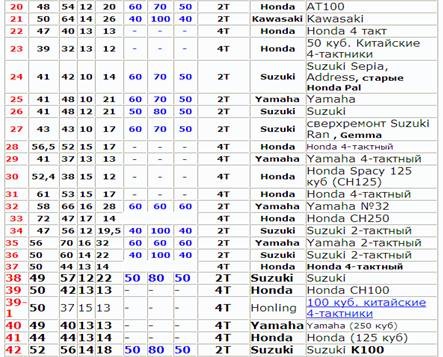 20 48 54 12 20 60 70 50 2T Honda AT100
21 50 64 14 26 40 100 40 2T Kawasaki Kawasaki
22 47 40 13 13 - - - 4T Honda Honda 4 такт
23 39 32 13 12 - - - 4T Honda 50 куб. Китайские
4-тактники
24 41 42 10 14 60 70 50 2T Suzuki Suzuki Sepia,
Address, старые
Honda Pal
25 41 48 10 21 60 70 50 2T Yamaha Yamaha
26 41 48 12 21 50 80 50 2T Suzuki Suzuki
27 43 43 10 17 60 70 50 2T Suzuki сверхремонт Suzuki
Ran , Gemma
28 56,5 52 15 17 - - - 4T Honda Honda 4-тактный
29 41 37 13 13 - - - 4T Yamaha Yamaha 4-тактный
30 52,4 38 15 12 - - - 4T Honda Honda Spacy 125
куб (CH125)
31 61 53 15 17 - - - 4T Honda Honda 4-тактный
32 58 66 16 28 60 60 60 2T Yamaha Yamaha №32
33 72 47 17 14 4T Honda Honda CH250
34 47 56 12 19,5 40 100 40 2T Suzuki Suzuki 2-тактный
35 56 70 16 32 60 60 60 2T Yamaha Yamaha 2-тактный
36 50 60 14 22 40 100 40 2T Suzuki Suzuki 2-тактный
37 50 44 13 14 4T Honda Honda 4-тактный
38 49 57 12 22 50 80 50 2T Suzuki Suzuki
39 50 42 13 13 - - - 4T Honda Honda CH100
39-
1 50 37 15 13 - - - 4T Honling 100 куб. китайские
4-тактники
40 49 40 13 13 - - - 4T Yamaha Yamaha (250 куб)
41 44 44 13 14 - - - 4T Honda Honda (125 куб)
42 52 56 14 18 50 80 50 2T Suzuki Suzuki K100